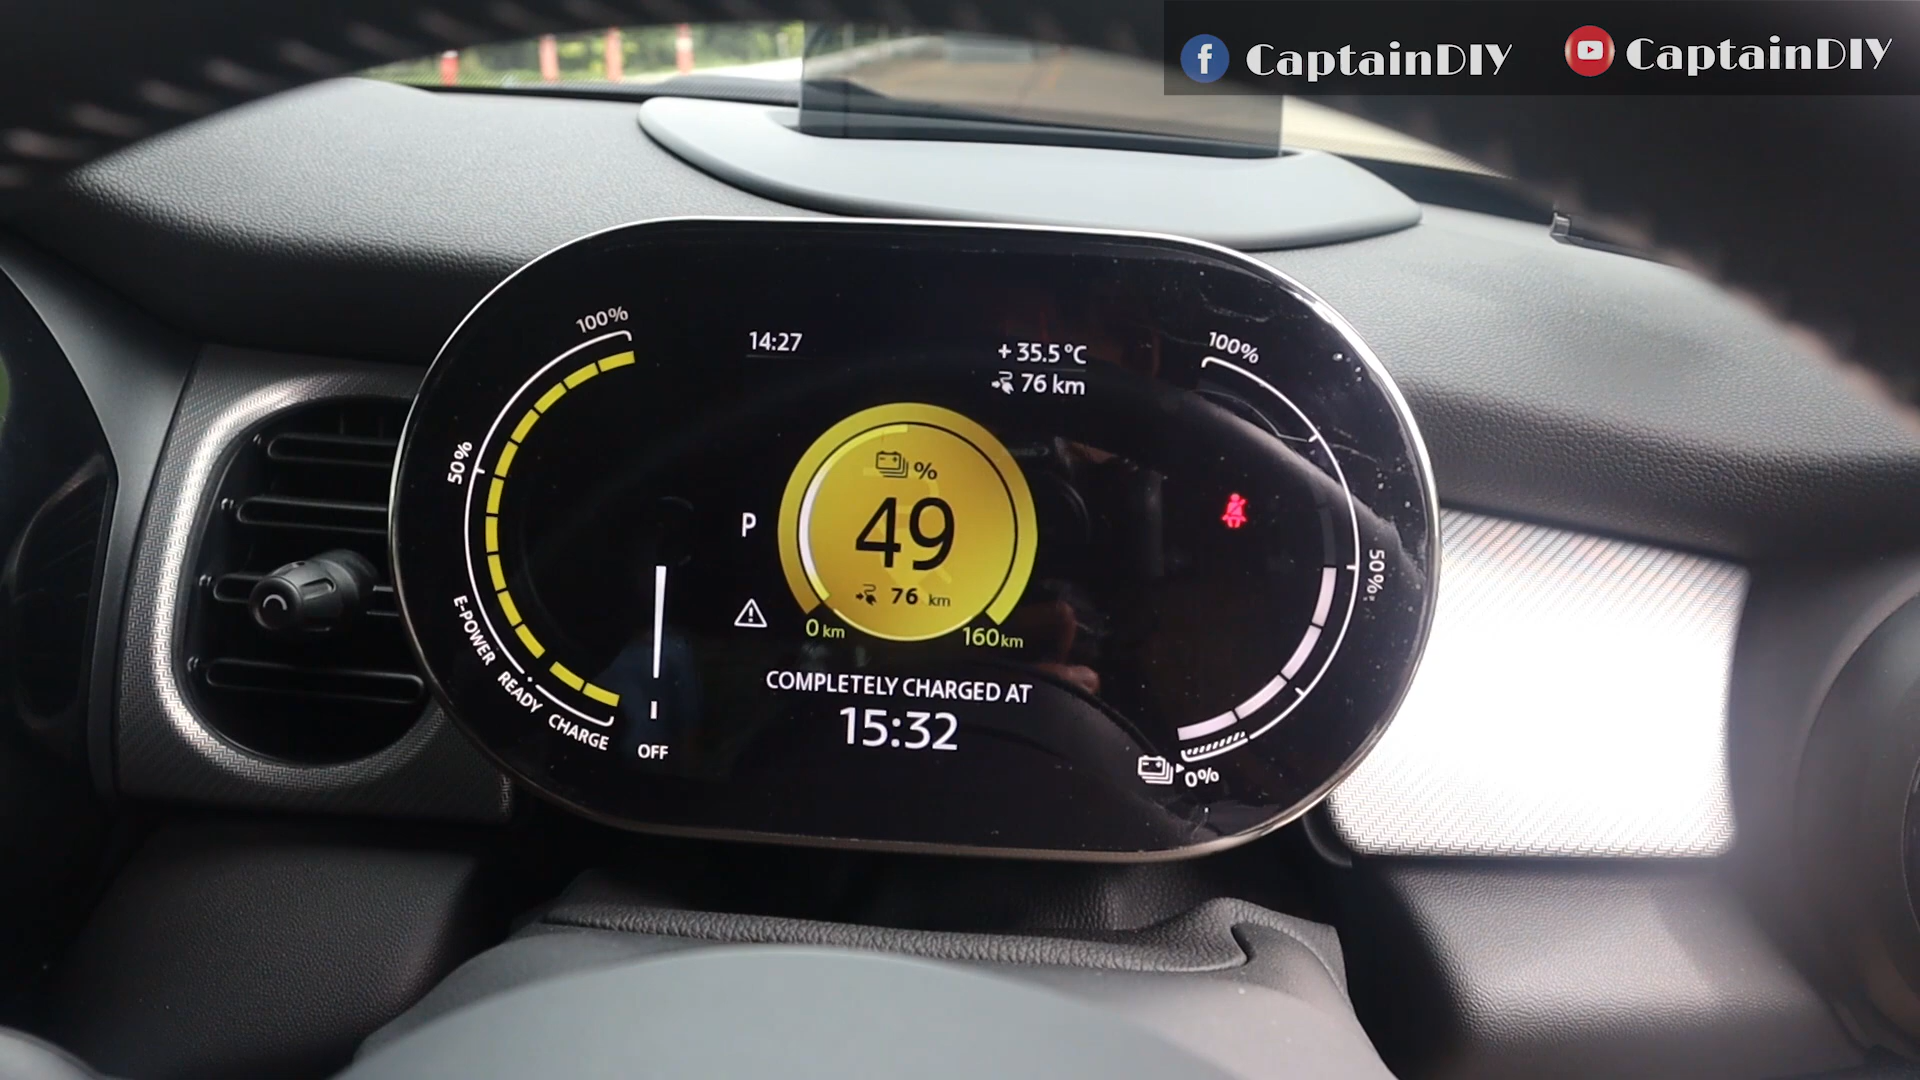 CaptainDIY CaptainDIY
100%
50%
E-POWER
READY
CHARGE
OFF
14:27
+ 35.5 °C
76 km
P
%
49
76 km
0 km
160 km
COMPLETELY CHARGED AT
15:32
100%
50%
0%